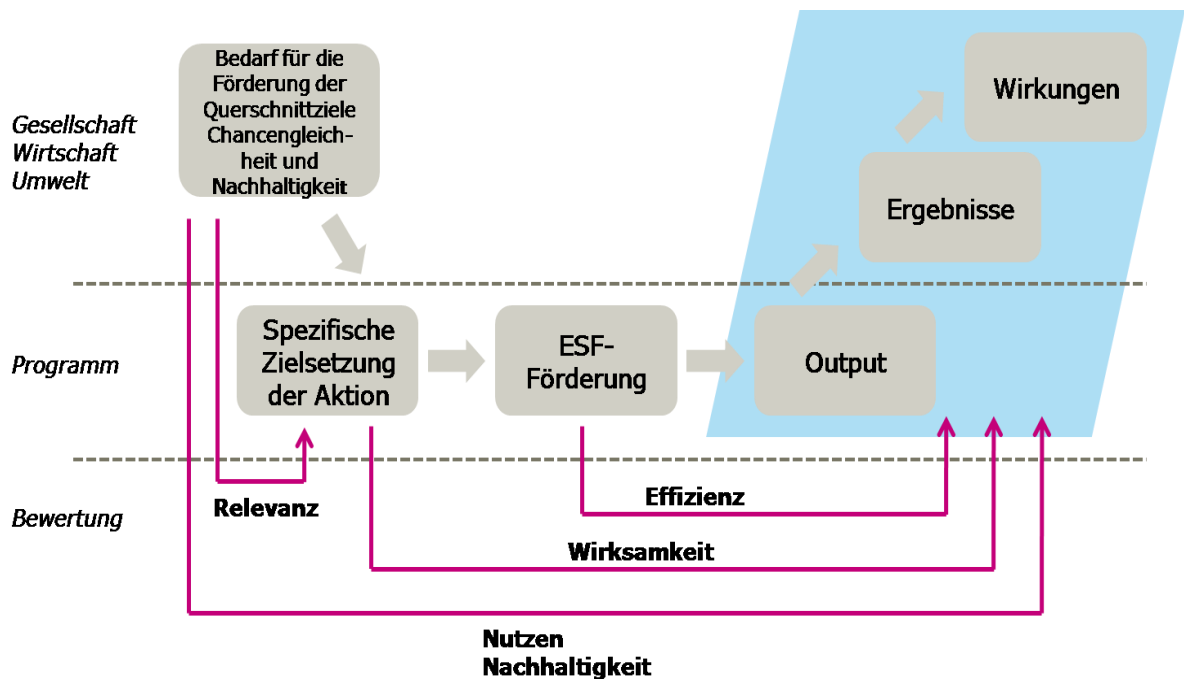 Bedarf für die
Förderung der
Querschnittziele
Chancengleich-
heit und
Nachhaltigkeit
Wirkungen
Gesellschaft
Wirtschaft
Umwelt
Ergebnisse
Spezifische
Zielsetzung
der Aktion
ESF-
Förderung
Output
Programm
Relevanz
Effizienz
Bewertung
Wirksamkeit
Nutzen
Nachhaltigkeit